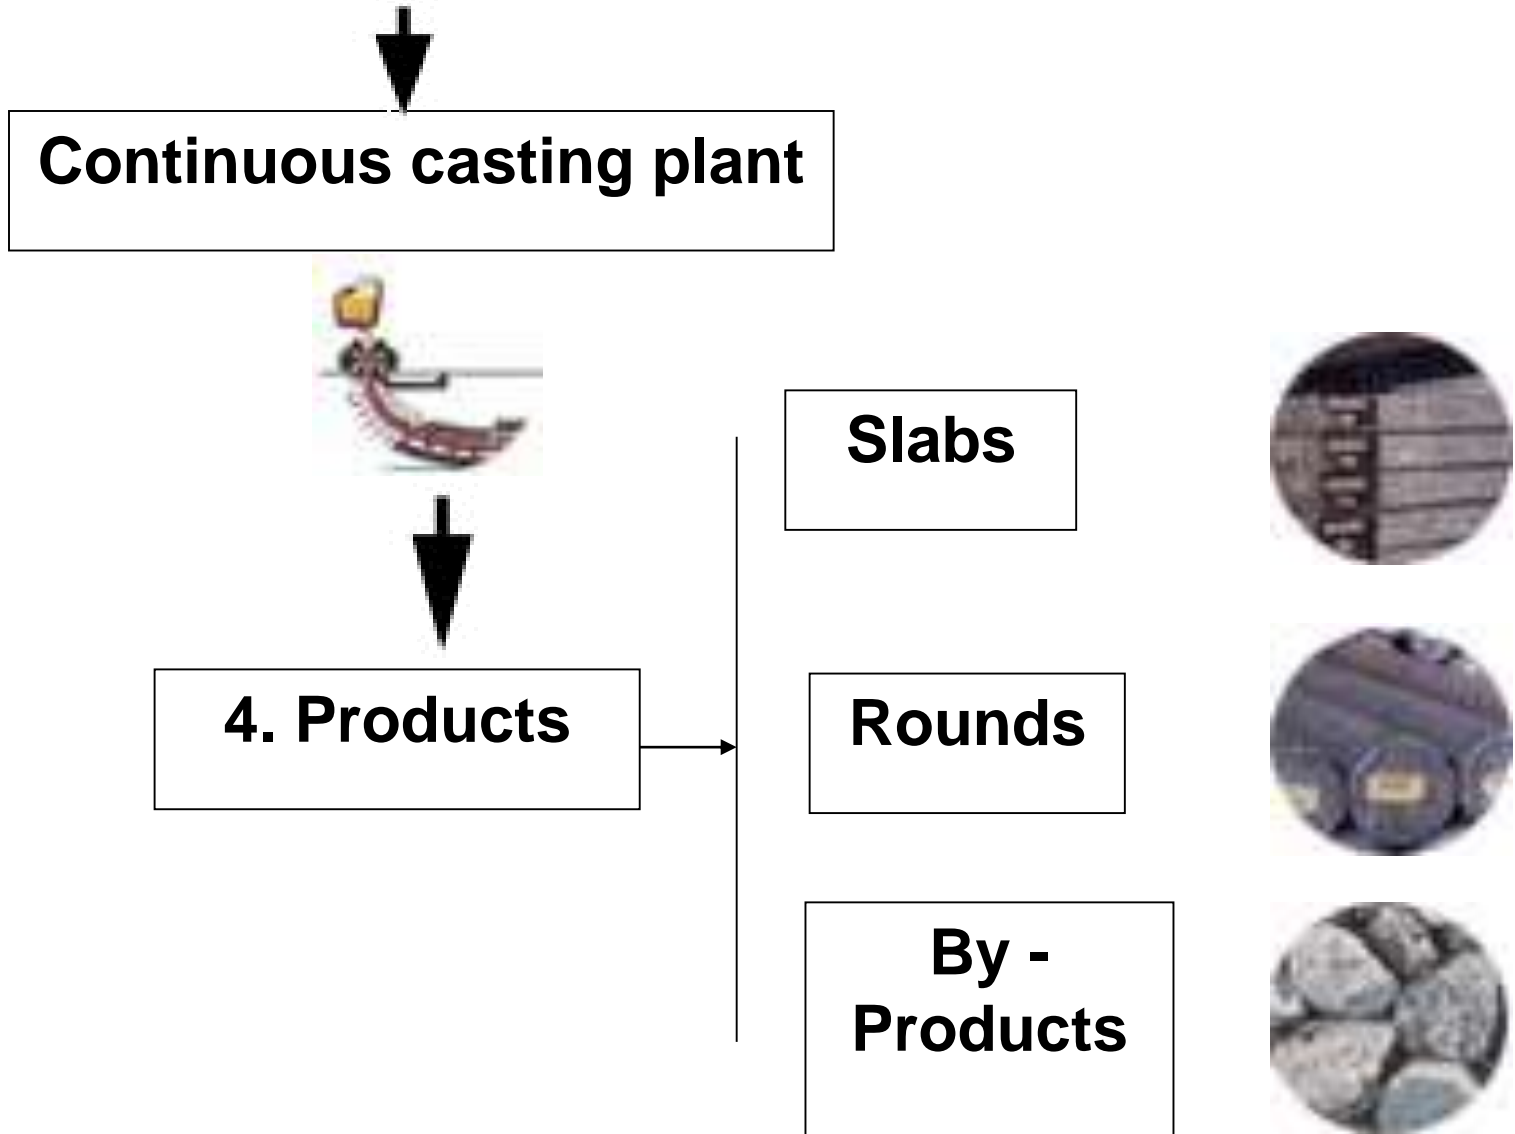 Continuous casting plant
Slabs
4. Products
Rounds
By -
Products